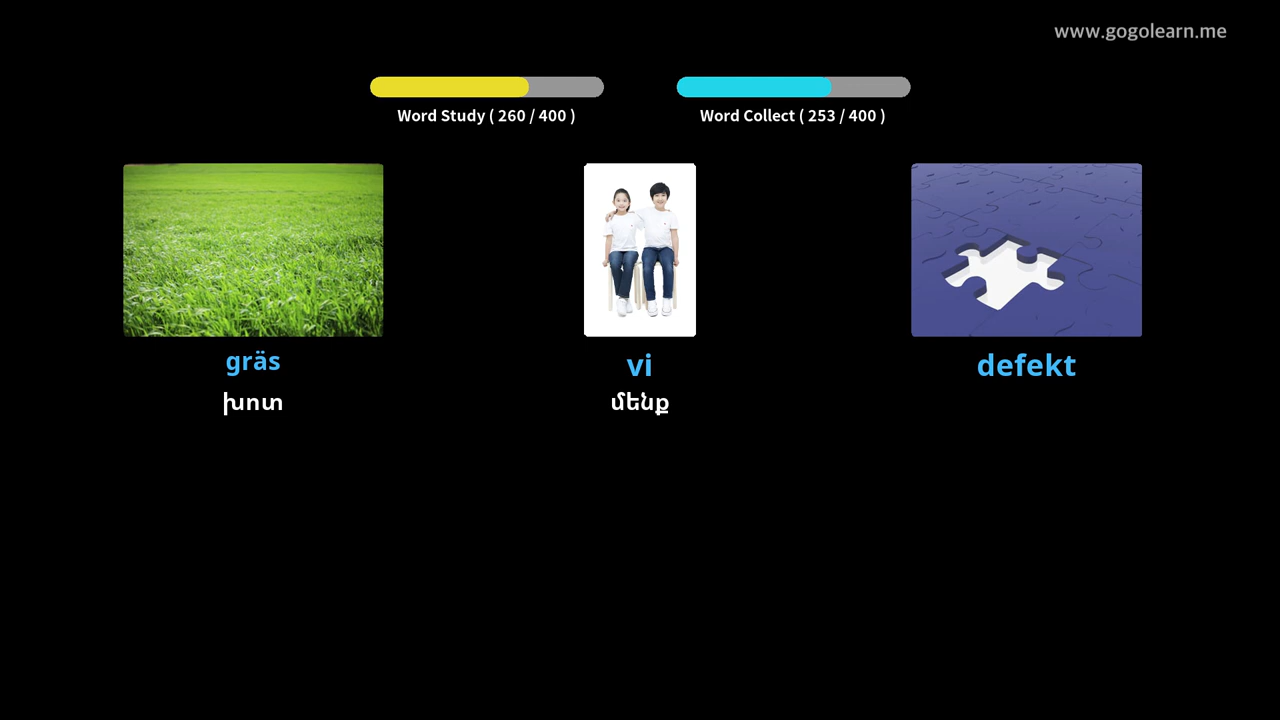 www.gogolearn.me
Word Study ( 260 / 400 )
Word Collect ( 253 / 400 )
gräs
խոտ
vi
մենք
defekt